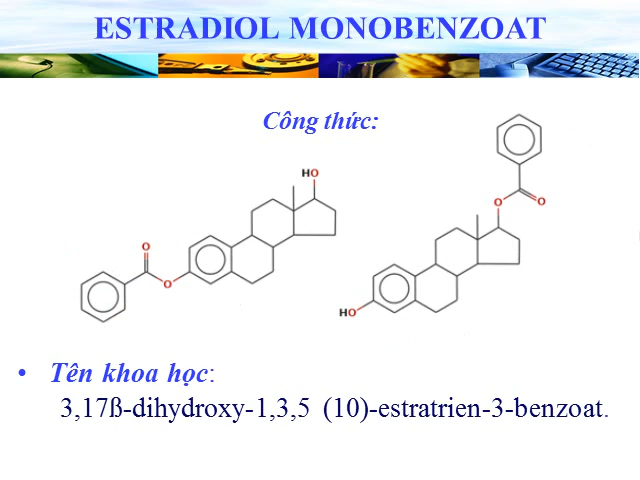 ESTRADIOL MONOBENZOAT
Công thức:
HO
O
O
O
O
HO
• Tên khoa học:
3,17ß-dihydroxy-1,3,5 (10)-estratrien-3-benzoat.